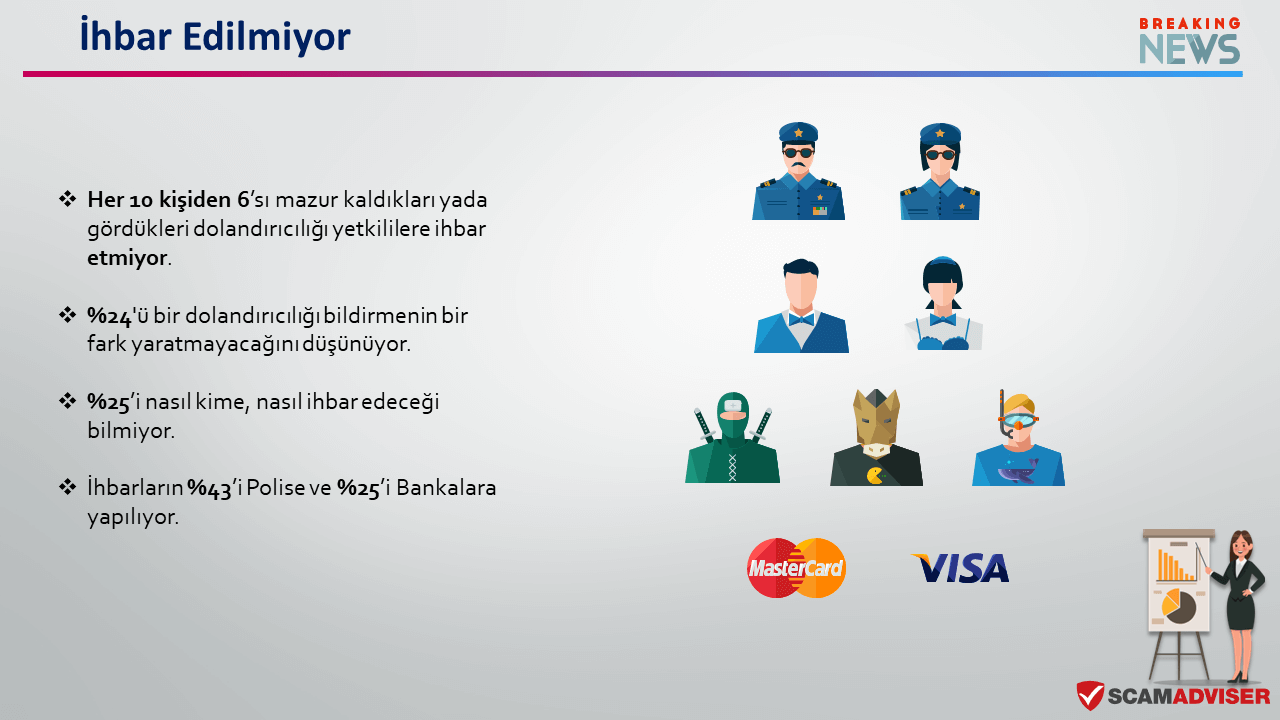 İhbar Edilmiyor
BREAKING
NEWS
❖ Her 10 kişiden 6’sı mazur kaldıkları yada
gördükleri dolandırıcılığı yetkililere ihbar
etmiyor.
❖ %24'ü bir dolandırıcılığı bildirmenin bir
fark yaratmayacağını düşünüyor.
❖ %25’i nasıl kime, nasıl ihbar edeceği
bilmiyor.
❖ İhbarların %43’i Polise ve %25’i Bankalara
yapılıyor.
MasterCard
VISA
SCAMADVISER